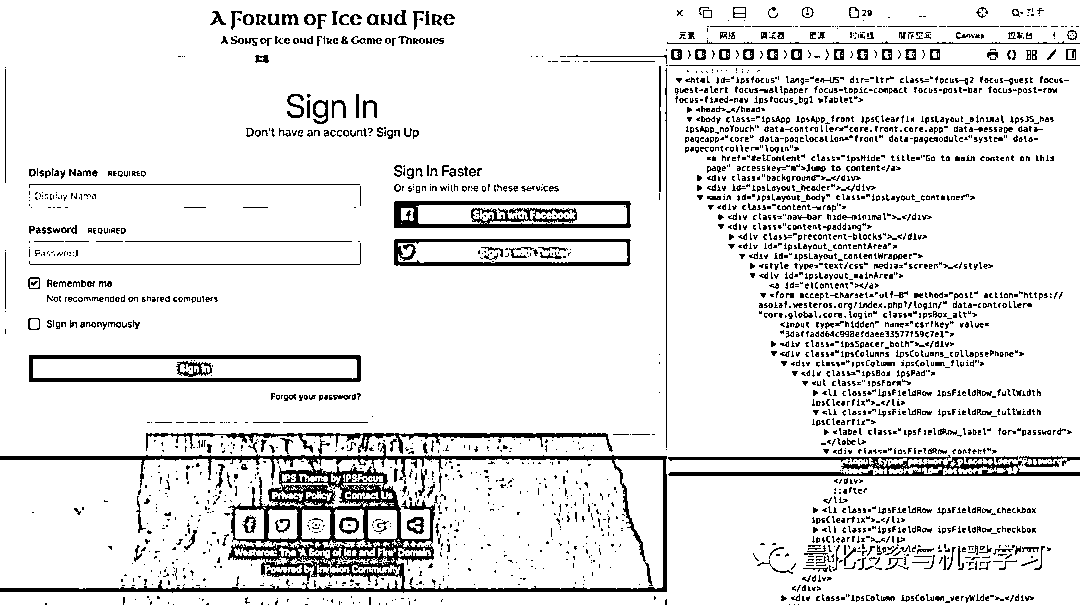 A Forum of Ice and Fire
A Song of Ice and Fire & Game of Thrones
Sign In
Don't have an account? Sign Up
Display Name REQUIRED
Display Name
Password REQUIRED
Password
Remember me
Not recommended on shared computers
Sign in anonymously
Sign In
Forgot your password?
Sign In Faster
Or sign in with one of these services
Sign in with Facebook
Sign in with Twitter
IPS Theme by IPSFocus
Privacy Policy Contact Us
Westeros: The 'A Song of Ice and Fire' Domain
Powered by Invision Community
29
元素 网络 调试器 资源 时间线 储存空间 Canvas 控制台
<html id="ipsfocus" lang="en-US" dir="ltr" class="focus-g2 focus-guest focus-
guest-alert focus-wallpaper focus-topic-compact focus-post-bar focus-post-row
focus-fixed-nav ipsfocus_bg1 wTablet">
<head>…</head>
<body class="ipsApp ipsApp_front ipsClearfix ipsLayout_minimal ipsJS_has
ipsApp_noTouch" data-controller="core.front.core.app" data-message data-
pageapp="core" data-pagelocation="front" data-pagemodule="system" data-
pagecontroller="login">
<a href="#elContent" class="ipsHide" title="Go to main content on this
page" accesskey="m">Jump to content</a>
<div class="background">…</div>
<div id="ipsLayout_header">…</div>
<main id="ipsLayout_body" class="ipsLayout_container">
<div class="content-wrap">
<div class="nav-bar hide-minimal">…</div>
<div class="content-padding">
<div class="precontent-blocks">…</div>
<div id="ipsLayout_contentArea">
<div id="ipsLayout_contentWrapper">
<style type="text/css" media="screen">…</style>
<div id="ipsLayout_mainArea">
<a id="elContent"></a>
<form accept-charset="utf-8" method="post" action="https://
asoiaf.westeros.org/index.php?/login/" data-controller=
"core.global.core.login" class="ipsBox_alt">
<input type="hidden" name="csrfKey" value=
<div class="ipsSpacer_both">…</div>
<div class="ipsColumns ipsColumns_collapsePhone">
<div class="ipsColumn ipsColumn_fluid">
<div class="ipsBox ipsPad">
<ul class="ipsForm">
<li class="ipsFieldRow ipsFieldRow_fullWidth
ipsClearfix">…</li>
<li class="ipsFieldRow ipsFieldRow_fullWidth
ipsClearfix">
<label class="ipsFieldRow_label" for="password">
…</label>
<div class="ipsFieldRow_content">
</div>
::after
</li>
<li class="ipsFieldRow ipsFieldRow_checkbox
ipsClearfix">…</li>
<li class="ipsFieldRow ipsFieldRow_checkbox
ipsClearfix">…</li>
量化投资与机器学习
</div>
</div>
<div class="ipsColumn ipsColumn_veryWide">…</div>